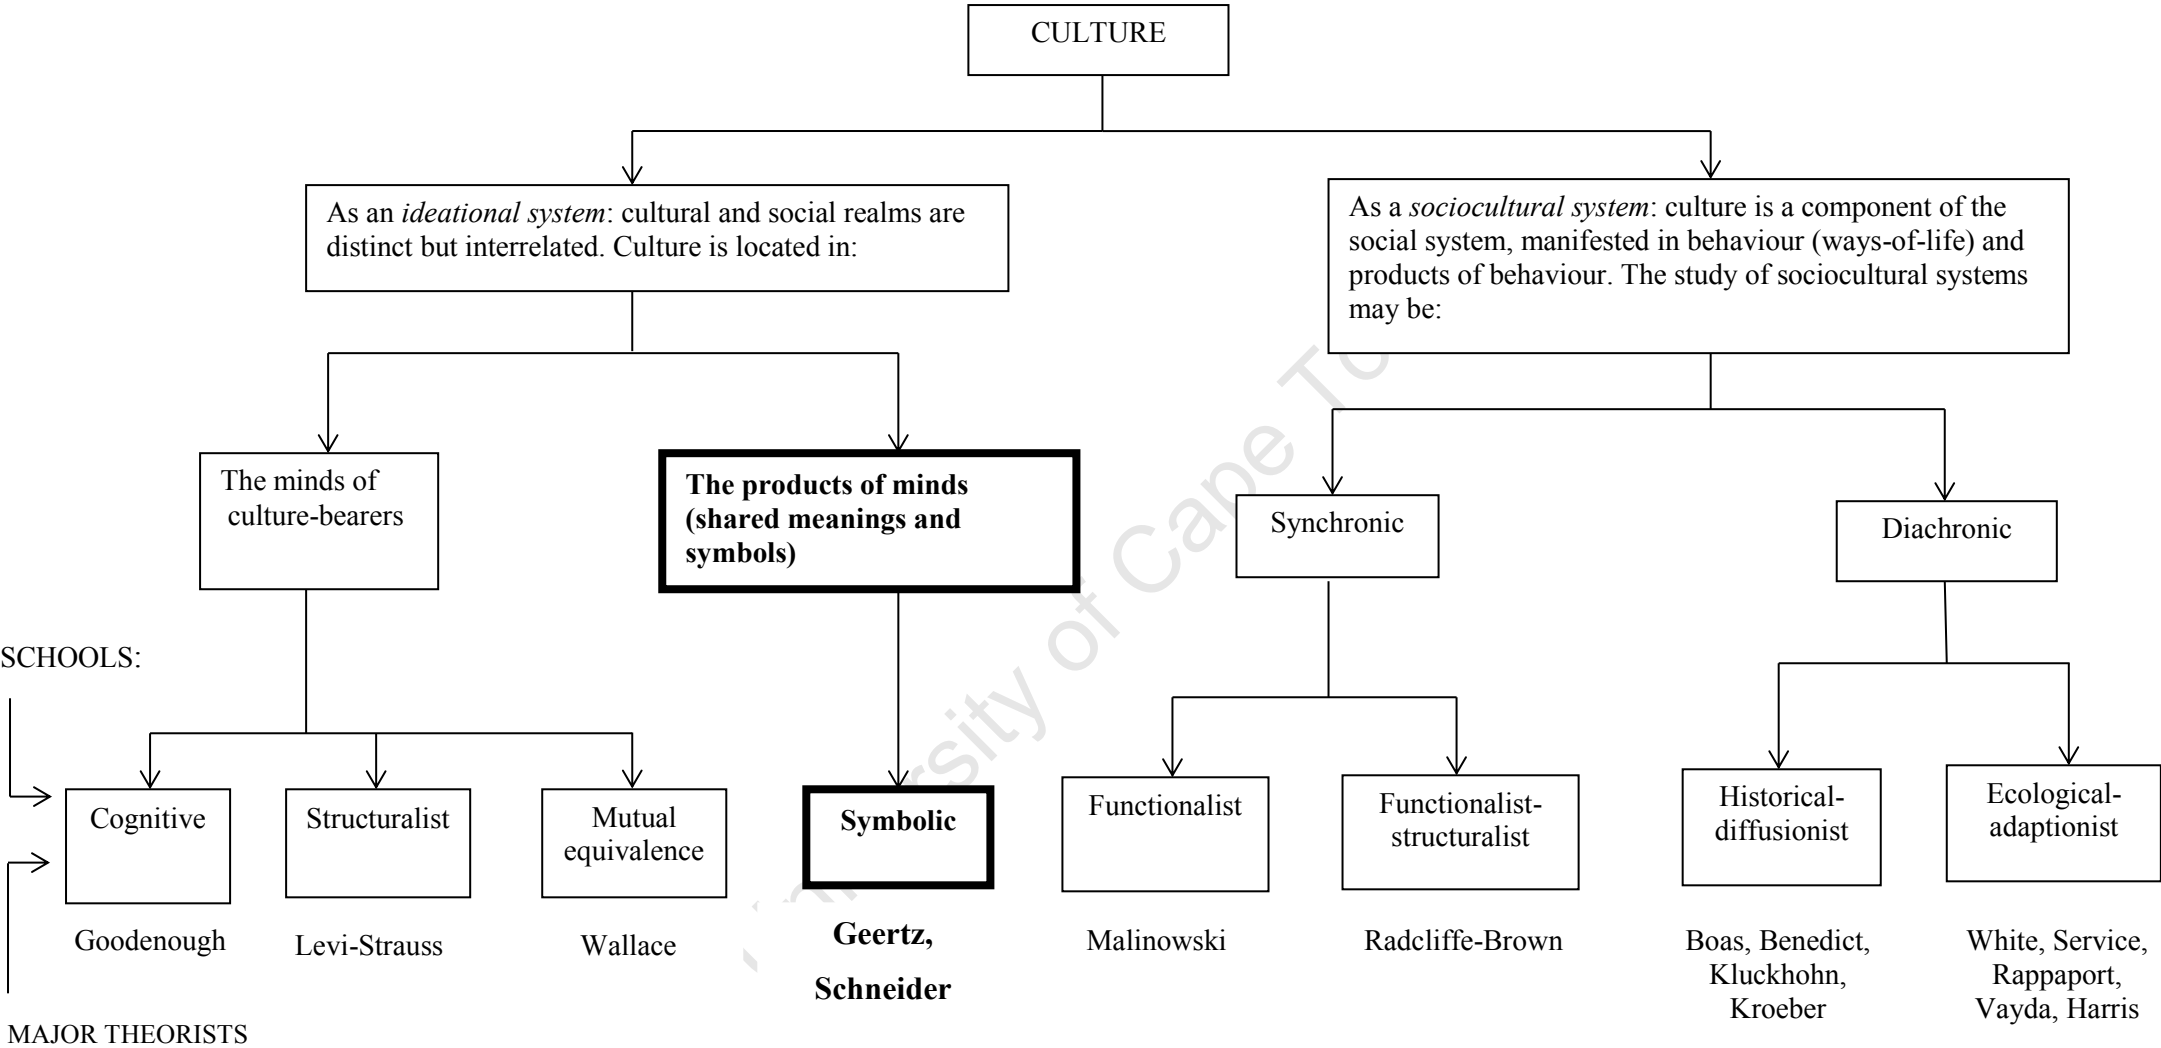 CULTURE
As an ideational system: cultural and social realms are
distinct but interrelated. Culture is located in:
As a sociocultural system: culture is a component of the
social system, manifested in behaviour (ways-of-life) and
products of behaviour. The study of sociocultural systems
may be:
The minds of
culture-bearers
The products of minds
(shared meanings and
symbols)
Synchronic
Diachronic
SCHOOLS:
Cognitive
Structuralist
Mutual
equivalence
Symbolic
Functionalist
Functionalist-
structuralist
Historical-
diffusionist
Ecological-
adaptionist
Goodenough
Levi-Strauss
Wallace
Geertz,
Schneider
Malinowski
Radcliffe-Brown
Boas, Benedict,
Kluckhohn,
Kroeber
White, Service,
Rappaport,
Vayda, Harris
MAJOR THEORISTS
of Cape